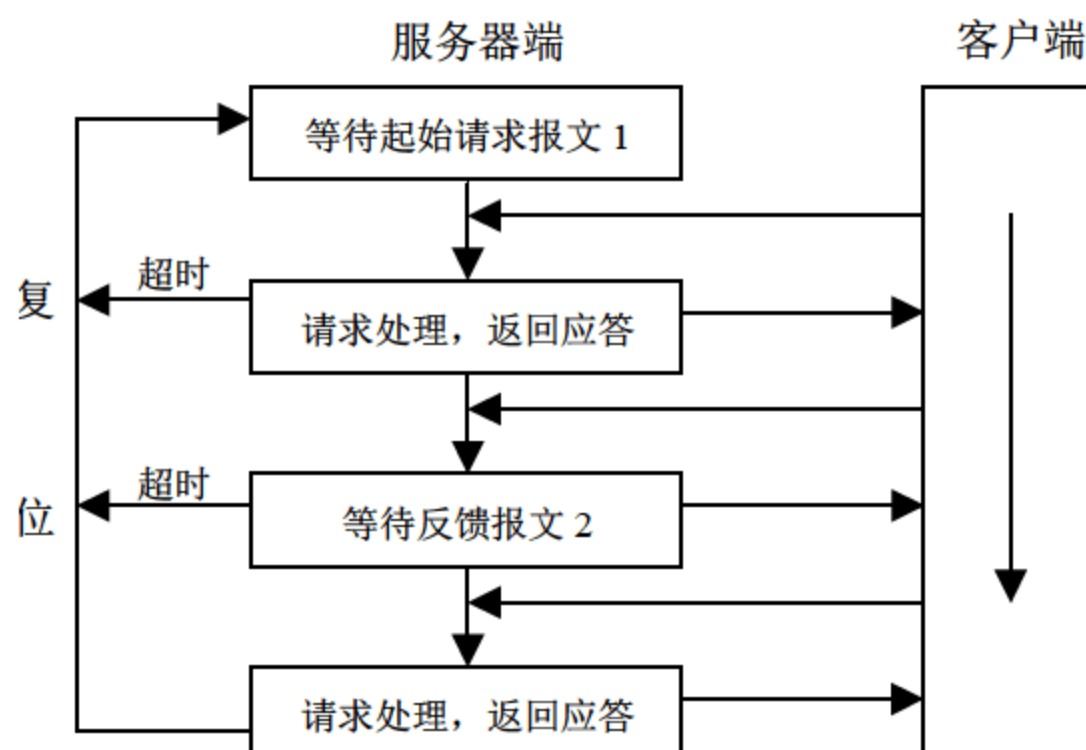 服务器端
客户端
等待起始请求报文 1
超时
复
请求处理，返回应答
超时
位
等待反馈报文 2
请求处理，返回应答